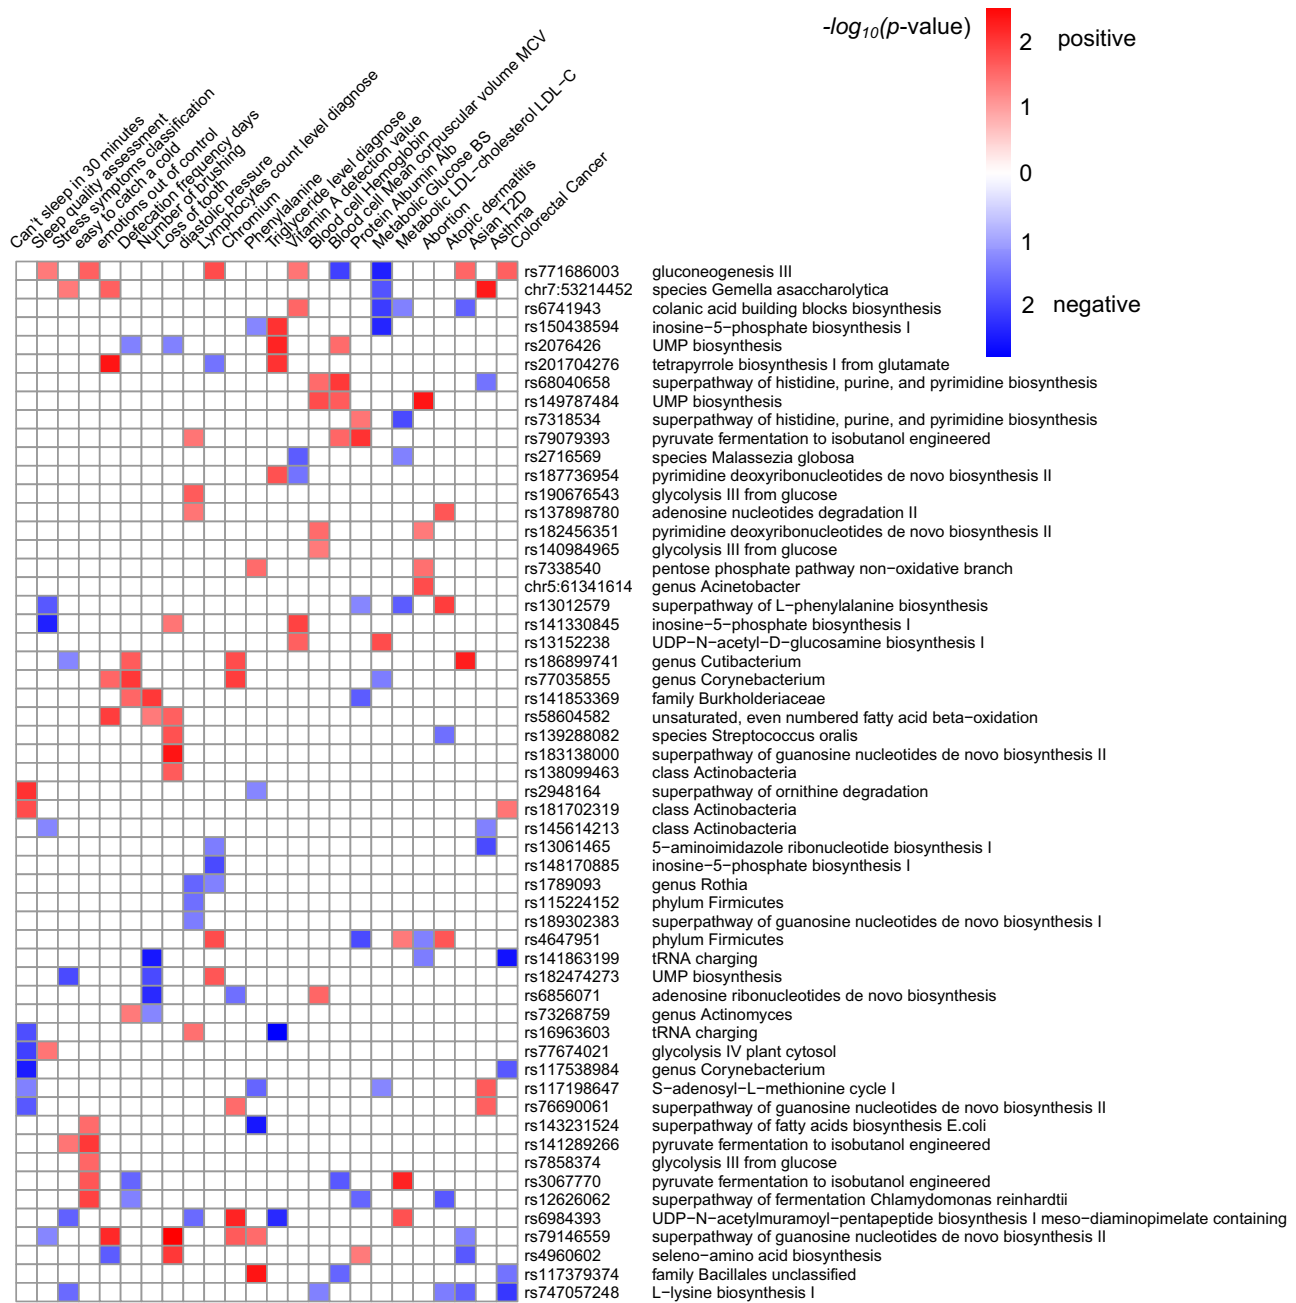 -log10(p-value)
2 positive
1
0
1
2 negative
Can't sleep in 30 minutes
Sleep quality assessment
Stress symptoms classification
easy to catch a cold
emotions out of control
Defecation frequency days
Number of brushing
Loss of tooth
diastolic pressure
Lymphocytes count level diagnose
Chromium
Phenylalanine
Triglyceride level diagnose
Vitamin A detection value
Blood cell Hemoglobin
Blood cell Mean corpuscular volume MCV
Protein Albumin Alb
Metabolic Glucose BS
Metabolic LDL-cholesterol LDL-C
Abortion
Atopic dermatitis
Asian T2D
Asthma
Colorectal Cancer
rs771686003 gluconeogenesis III
chr7:53214452 species Gemella asaccharolytica
rs6741943 colanic acid building blocks biosynthesis
rs150438594 inosine-5-phosphate biosynthesis I
rs2076426 UMP biosynthesis
rs201704276 tetrapyrrole biosynthesis I from glutamate
rs68040658 superpathway of histidine, purine, and pyrimidine biosynthesis
rs149787484 UMP biosynthesis
rs7318534 superpathway of histidine, purine, and pyrimidine biosynthesis
rs79079393 pyruvate fermentation to isobutanol engineered
rs2716569 species Malassezia globosa
rs187736954 pyrimidine deoxyribonucleotides de novo biosynthesis II
rs190676543 glycolysis III from glucose
rs137898780 adenosine nucleotides degradation II
rs182456351 pyrimidine deoxyribonucleotides de novo biosynthesis II
rs140984965 glycolysis III from glucose
rs7338540 pentose phosphate pathway non-oxidative branch
chr5:61341614 genus Acinetobacter
rs13012579 superpathway of L-phenylalanine biosynthesis
rs141330845 inosine-5-phosphate biosynthesis I
rs13152238 UDP-N-acetyl-D-glucosamine biosynthesis I
rs186899741 genus Cutibacterium
rs77035855 genus Corynebacterium
rs141853369 family Burkholderiaceae
rs58604582 unsaturated, even numbered fatty acid beta-oxidation
rs139288082 species Streptococcus oralis
rs183138000 superpathway of guanosine nucleotides de novo biosynthesis II
rs138099463 class Actinobacteria
rs2948164 superpathway of ornithine degradation
rs181702319 class Actinobacteria
rs145614213 class Actinobacteria
rs13061465 5-aminoimidazole ribonucleotide biosynthesis I
rs148170885 inosine-5-phosphate biosynthesis I
rs1789093 genus Rothia
rs115224152 phylum Firmicutes
rs189302383 superpathway of guanosine nucleotides de novo biosynthesis I
rs4647951 phylum Firmicutes
rs141863199 tRNA charging
rs182474273 UMP biosynthesis
rs6856071 adenosine ribonucleotides de novo biosynthesis
rs73268759 genus Actinomyces
rs16963603 tRNA charging
rs77674021 glycolysis IV plant cytosol
rs117538984 genus Corynebacterium
rs117198647 S-adenosyl-L-methionine cycle I
rs76690061 superpathway of guanosine nucleotides de novo biosynthesis II
rs143231524 superpathway of fatty acids biosynthesis E.coli
rs141289266 pyruvate fermentation to isobutanol engineered
rs7858374 glycolysis III from glucose
rs3067770 pyruvate fermentation to isobutanol engineered
rs12626062 superpathway of fermentation Chlamydomonas reinhardtii
rs6984393 UDP-N-acetylmuramoyl-pentapeptide biosynthesis I meso-diaminopimelate containing
rs79146559 superpathway of guanosine nucleotides de novo biosynthesis II
rs4960602 seleno-amino acid biosynthesis
rs117379374 family Bacillales unclassified
rs747057248 L-lysine biosynthesis I